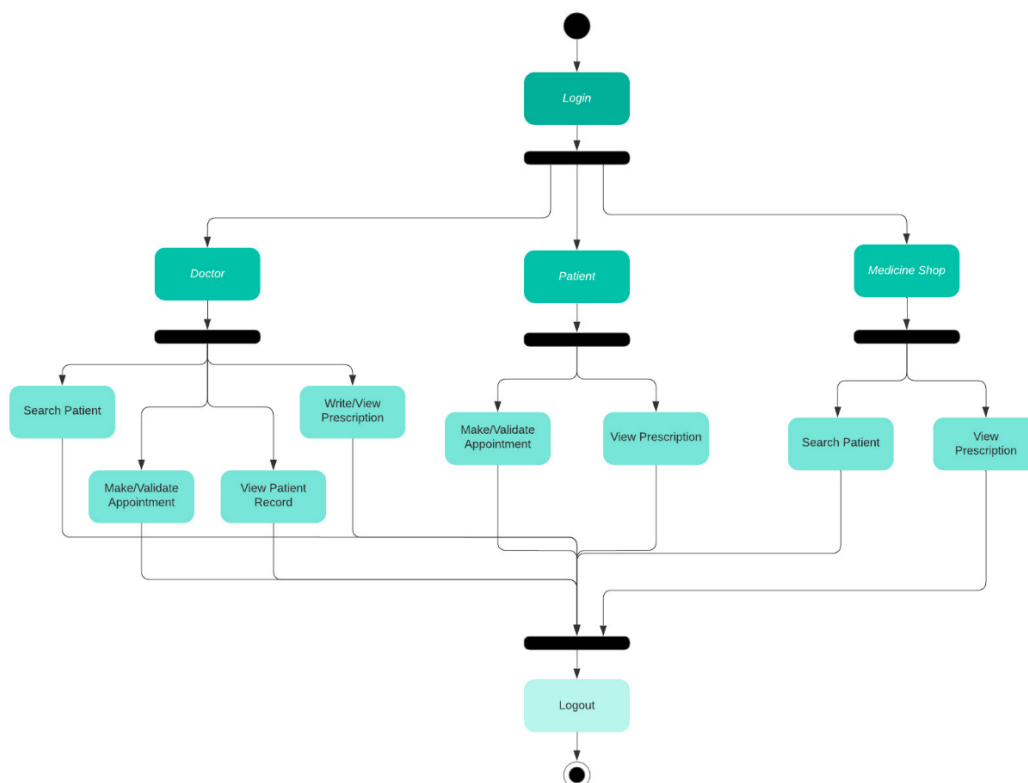 Login
Doctor
Patient
Medicine Shop
Search Patient
Write/View
Prescription
Make/Validate
Appointment
View Patient
Record
Make/Validate
Appointment
View Prescription
Search Patient
View
Prescription
Logout